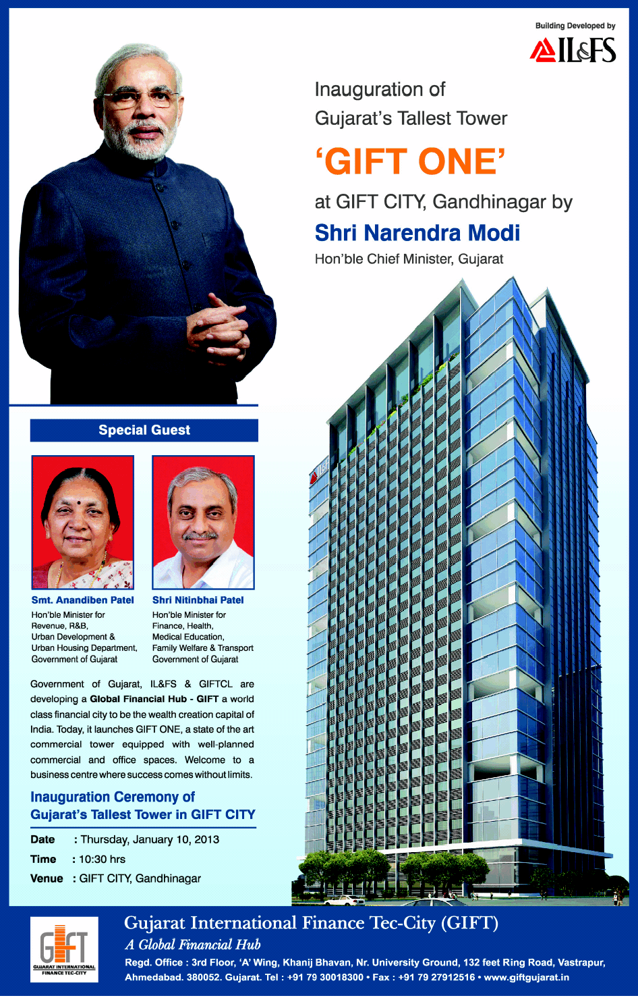 Building Developed by
IL&FS
Inauguration of
Gujarat's Tallest Tower
'GIFT ONE'
at GIFT CITY, Gandhinagar by
Shri Narendra Modi
Hon'ble Chief Minister, Gujarat
IL&FS
Special Guest
Smt. Anandiben Patel
Hon'ble Minister for
Revenue, R&B,
Urban Development &
Urban Housing Department,
Government of Gujarat
Shri Nitinbhai Patel
Hon'ble Minister for
Finance, Health,
Medical Education,
Family Welfare & Transport
Government of Gujarat
Government of Gujarat, IL&FS & GIFTCL are
developing a Global Financial Hub - GIFT a world
class financial city to be the wealth creation capital of
India. Today, it launches GIFT ONE, a state of the art
commercial tower equipped with well-planned
commercial and office spaces. Welcome to a
business centre where success comes without limits.
Inauguration Ceremony of
Gujarat's Tallest Tower in GIFT CITY
Date : Thursday, January 10, 2013
Time : 10:30 hrs
Venue : GIFT CITY, Gandhinagar
GIFT
GUJARAT INTERNATIONAL
FINANCE TEC-CITY
Gujarat International Finance Tec-City (GIFT)
A Global Financial Hub
Regd. Office : 3rd Floor, 'A' Wing, Khanij Bhavan, Nr. University Ground, 132 feet Ring Road, Vastrapur,
Ahmedabad. 380052. Gujarat. Tel : +91 79 30018300 • Fax : +91 79 27912516 • www.giftgujarat.in